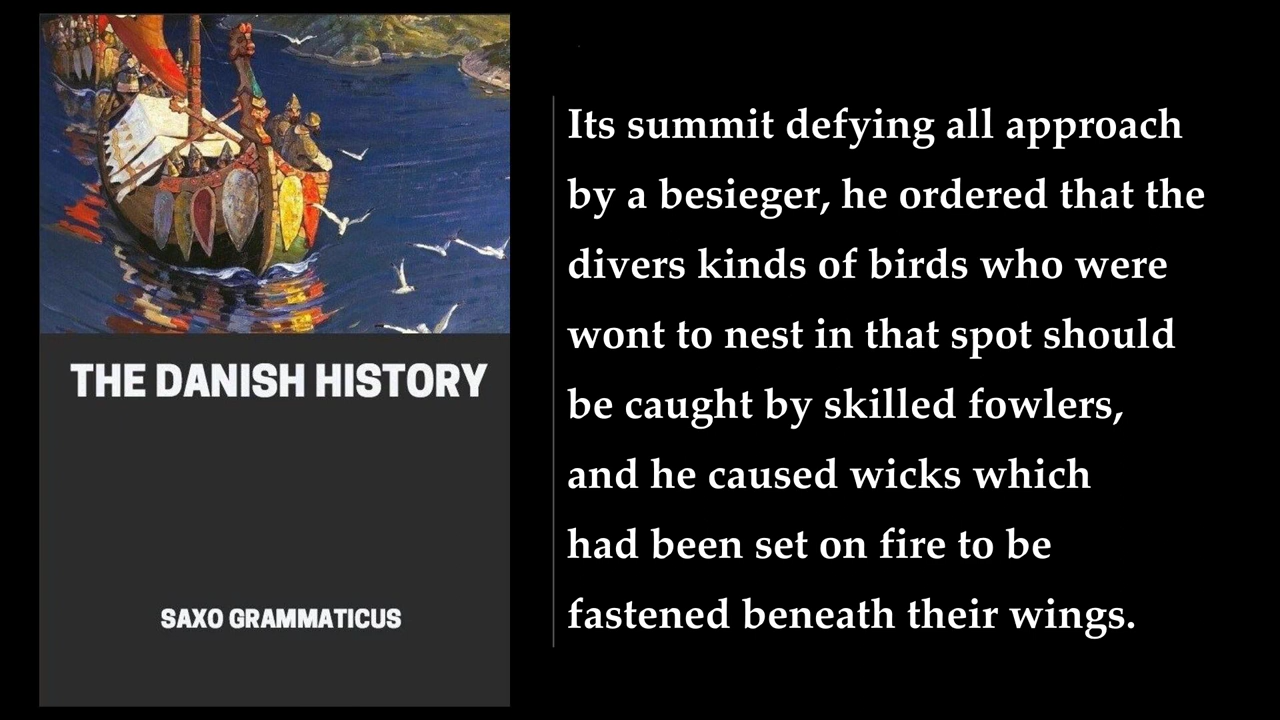 THE DANISH HISTORY
SAXO GRAMMATICUS
Its summit defying all approach
by a besieger, he ordered that the
divers kinds of birds who were
wont to nest in that spot should
be caught by skilled fowlers,
and he caused wicks which
had been set on fire to be
fastened beneath their wings.